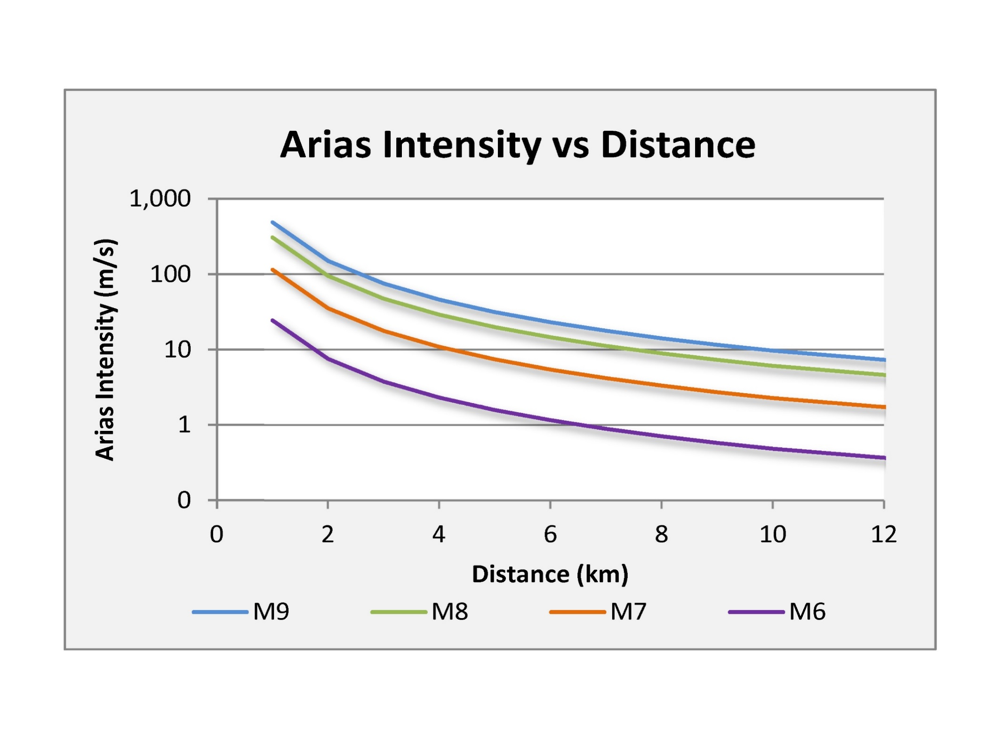 Arias Intensity vs Distance
Arias Intensity (m/s)
1,000
100
10
1
0
0 2 4 6 8 10 12
Distance (km)
M9 M8 M7 M6